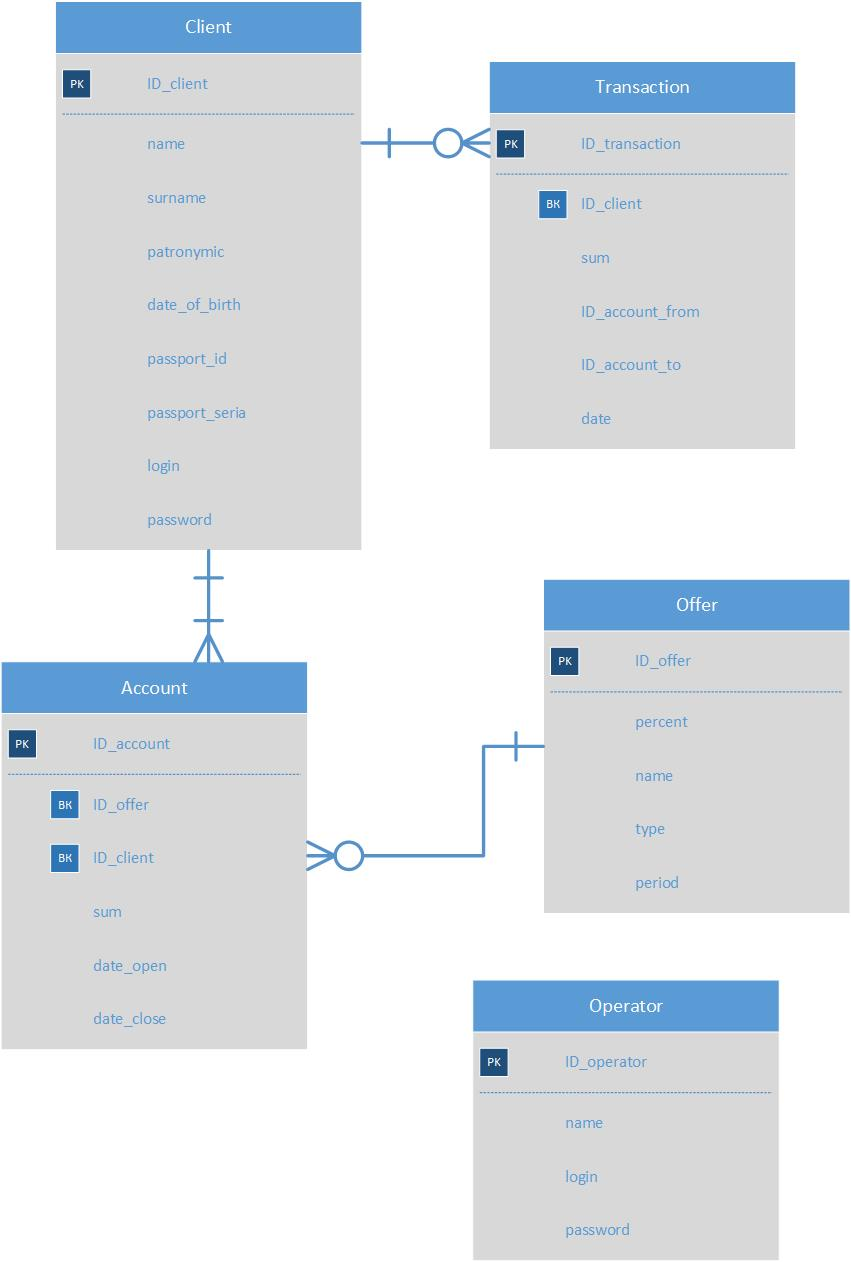 Client
PK ID_client
name
surname
patronymic
date_of_birth
passport_id
passport_seria
login
password
Transaction
PK ID_transaction
BK ID_client
sum
ID_account_from
ID_account_to
date
Account
PK ID_account
BK ID_offer
BK ID_client
sum
date_open
date_close
Offer
PK ID_offer
percent
name
type
period
Operator
PK ID_operator
name
login
password